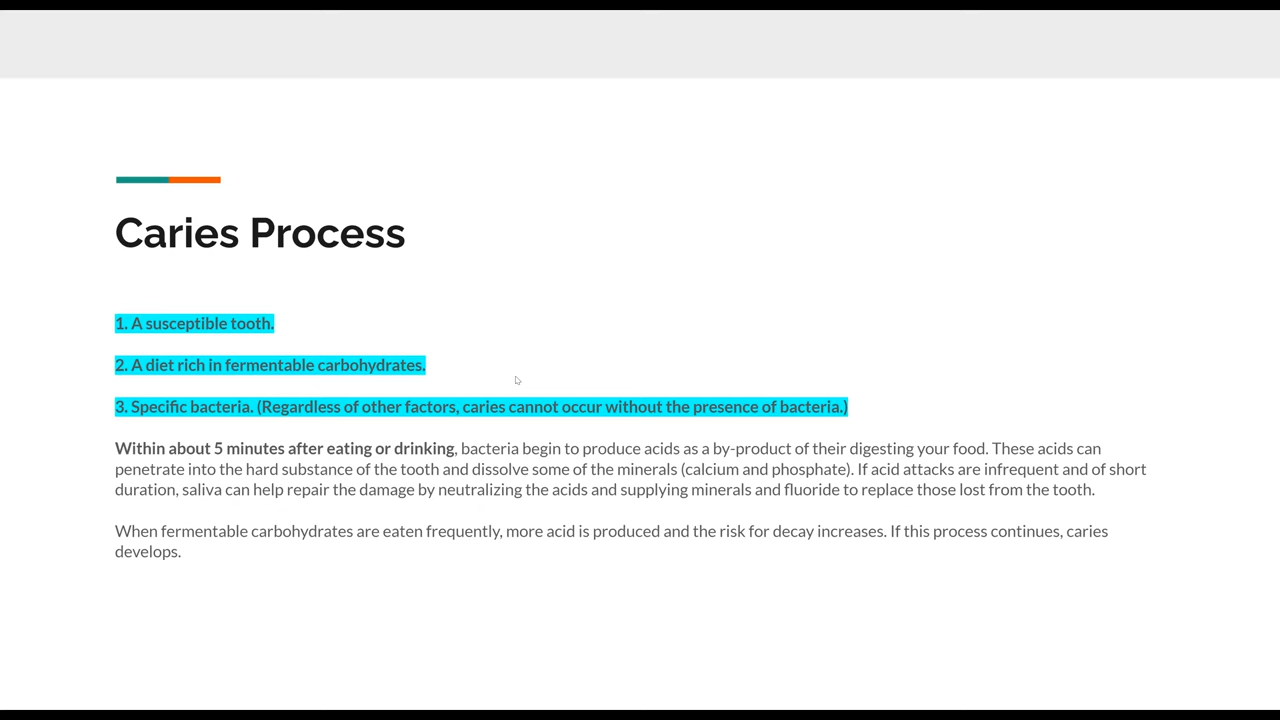 Caries Process
1. A susceptible tooth.
2. A diet rich in fermentable carbohydrates.
3. Specific bacteria. (Regardless of other factors, caries cannot occur without the presence of bacteria.)
Within about 5 minutes after eating or drinking, bacteria begin to produce acids as a by-product of their digesting your food. These acids can
penetrate into the hard substance of the tooth and dissolve some of the minerals (calcium and phosphate). If acid attacks are infrequent and of short
duration, saliva can help repair the damage by neutralizing the acids and supplying minerals and fluoride to replace those lost from the tooth.
When fermentable carbohydrates are eaten frequently, more acid is produced and the risk for decay increases. If this process continues, caries
develops.